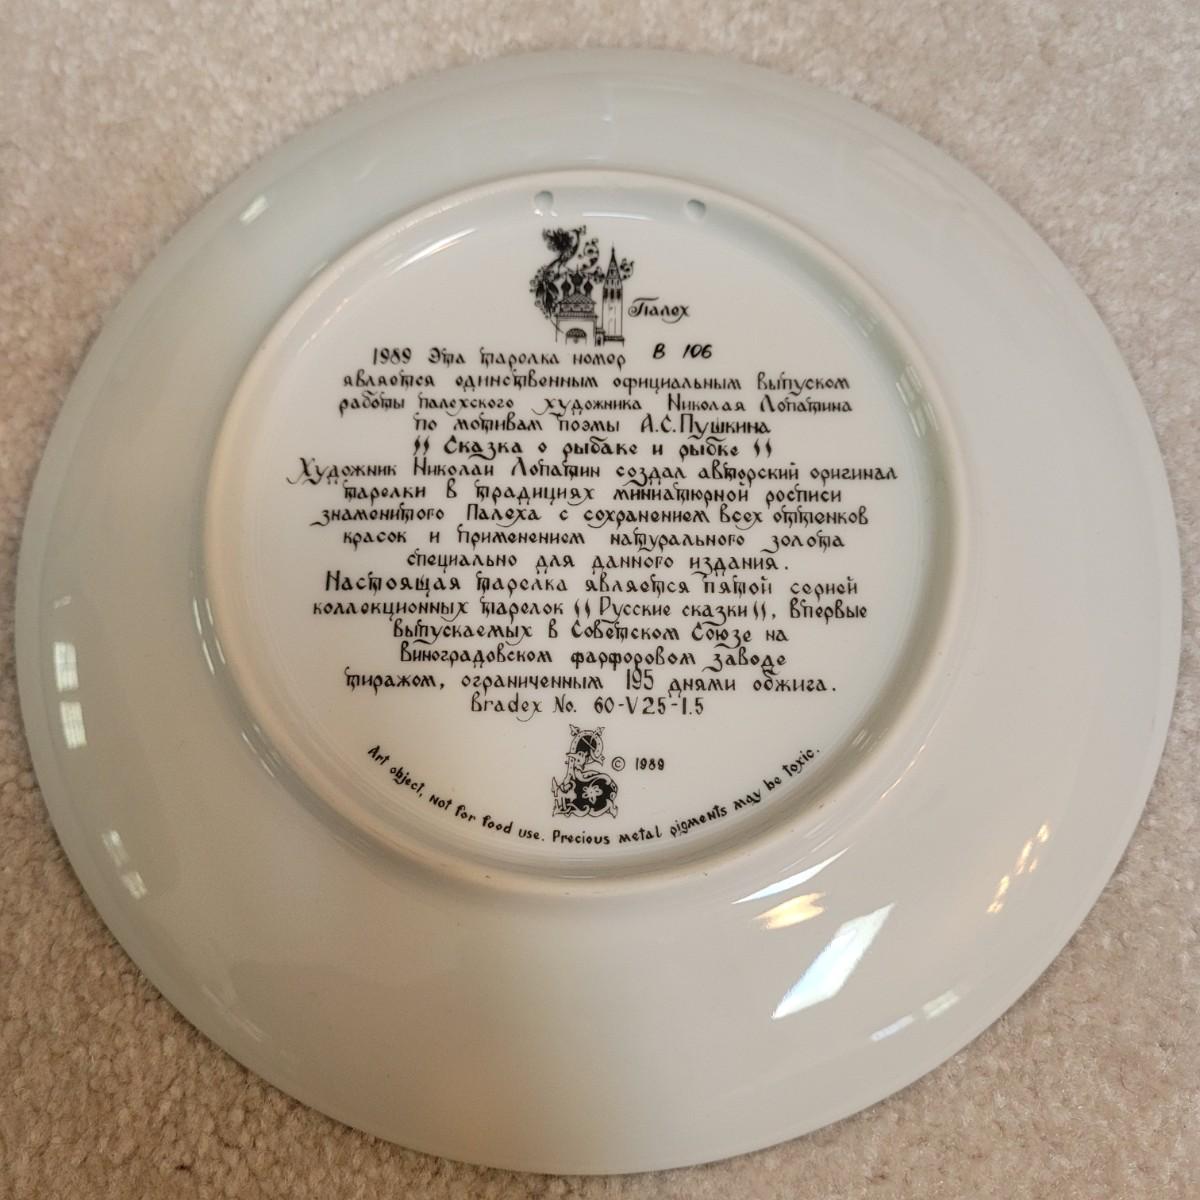 Палех
1989 Эта тарелка номер В 106
является единственным официальным выпуском
работы палехского художника Николая Лопатина
по мотивам поэмы А.С.Пушкина
"Сказка о рыбаке и рыбке"
Художник Николай Лопатин создал авторский оригинал
тарелки в традициях миниатюрной росписи
знаменитого Палеха с сохранением всех оттенков
красок и применением натурального золота
специально для данного издания.
Настоящая тарелка является пятой серией
коллекционных тарелок "Русские сказки", впервые
выпускаемых в Советском Союзе на
Виноградовском фарфоровом заводе
тиражом, ограниченным 195 днями обжига.
Bradex No. 60-V25-1.5
© 1989
Art object, not for food use. Precious metal pigments may be toxic.